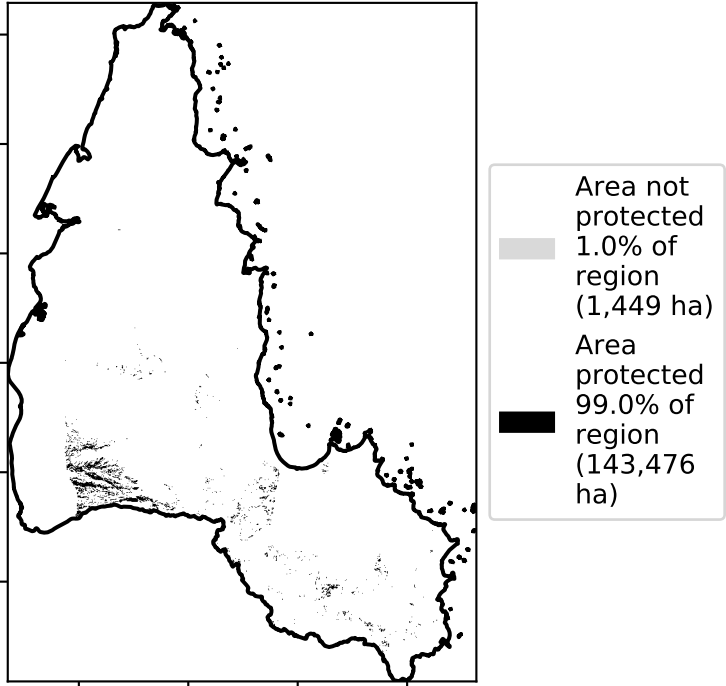 Area not
protected
1.0% of
region
(1,449 ha)
Area
protected
99.0% of
region
(143,476
ha)